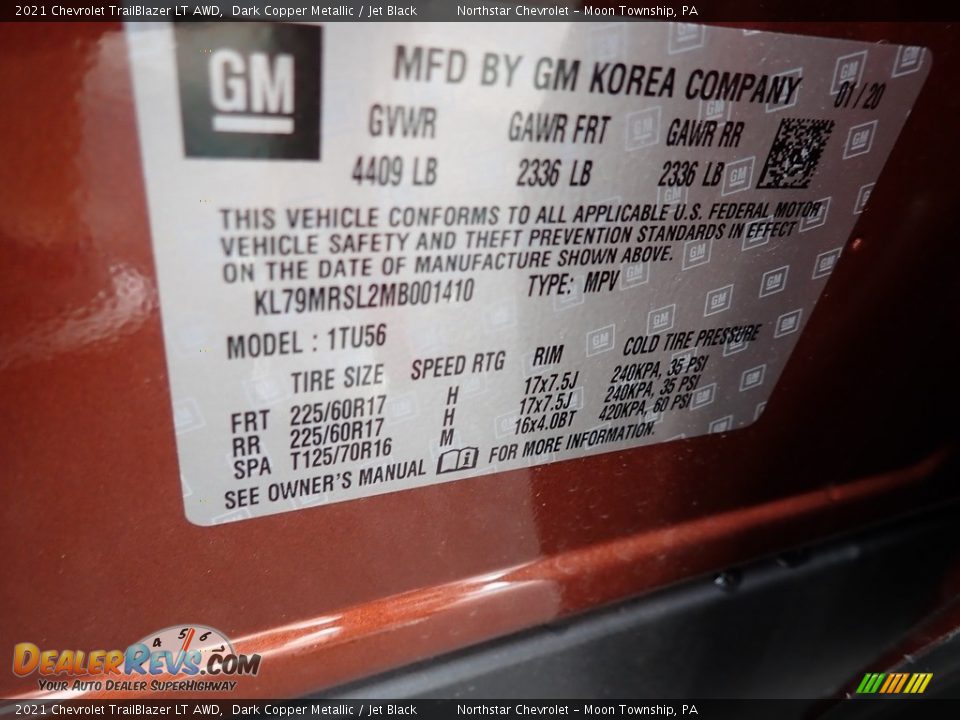 2021 Chevrolet TrailBlazer LT AWD, Dark Copper Metallic / Jet Black Northstar Chevrolet – Moon Township, PA
GM
MFD BY GM KOREA COMPANY
01 / 20
GVWR GAWR FRT GAWR RR
4409 LB 2336 LB 2336 LB
THIS VEHICLE CONFORMS TO ALL APPLICABLE U.S. FEDERAL MOTOR
VEHICLE SAFETY AND THEFT PREVENTION STANDARDS IN EFFECT
ON THE DATE OF MANUFACTURE SHOWN ABOVE.
KL79MRSL2MB001410 TYPE: MPV
MODEL : 1TU56
TIRE SIZE SPEED RTG RIM COLD TIRE PRESSURE
FRT 225/60R17 H 17x7.5J 240KPA, 35 PSI
RR 225/60R17 H 17x7.5J 240KPA, 35 PSI
SPA T125/70R16 M 16x4.0BT 420KPA, 60 PSI
SEE OWNER'S MANUAL i FOR MORE INFORMATION.
4 5 6
DEALERREVS.COM
YOUR AUTO DEALER SUPERHIGHWAY
2021 Chevrolet TrailBlazer LT AWD, Dark Copper Metallic / Jet Black Northstar Chevrolet – Moon Township, PA